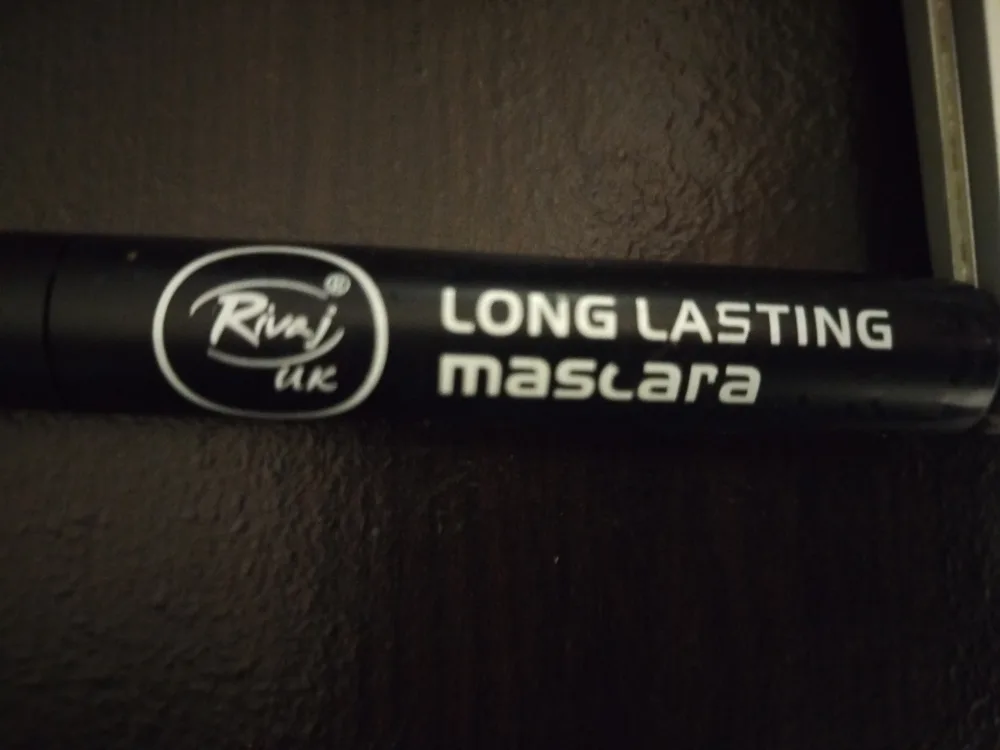 Rivaj®
UK
LONG LASTING
mascara